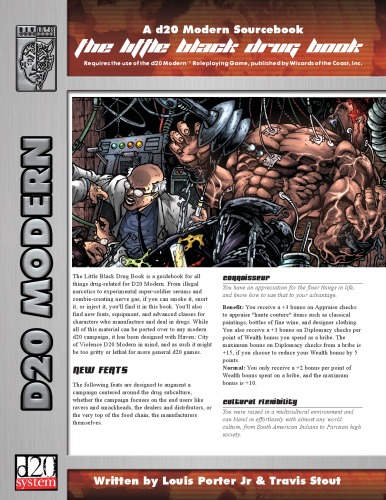 A d20 Modern Sourcebook
the little black drug book
Requires the use of the d20 Modern™ Roleplaying Game, published by Wizards of the Coast, Inc.
D20 MODERN
The Little Black Drug Book is a guidebook for all
things drug-related for D20 Modern. From illegal
narcotics to experimental super-soldier serums and
zombie-creating nerve gas, if you can smoke it, snort
it, or inject it, you'll find it in this book. You'll also
find new feats, equipment, and advanced classes for
characters who manufacture and deal in drugs. While
all of this material can be ported over to any modern
d20 campaign, it has been designed with Haven: City
of Violence D20 Modern in mind, and as such it might
be too gritty or lethal for more general d20 games.
NEW FEATS
The following feats are designed to augment a
campaign centered around the drug subculture,
whether the campaign focuses on the end users like
ravers and smackheads, the dealers and distributors, or
the very top of the food chain, the manufacturers
themselves.
connoisseur
You have an appreciation for the finer things in life,
and know how to use that to your advantage.
Benefit: You receive a +3 bonus on Appraise checks
to appraise "haute couture" items such as classical
paintings, bottles of fine wine, and designer clothing.
You also receive a +3 bonus on Diplomacy checks per
point of Wealth bonus you spend as a bribe. The
maximum bonus on Diplomacy checks from a bribe is
+15, if you choose to reduce your Wealth bonus by 5
points.
Normal: You only receive a +2 bonus per point of
Wealth bonus spent on a bribe, and the maximum
bonus is +10.
cultural flexibility
You were raised in a multicultural environment and
can blend in effortlessly with almost any world
culture, from South American Indians to Parisian high
society.
d20
system
Written by Louis Porter Jr & Travis Stout